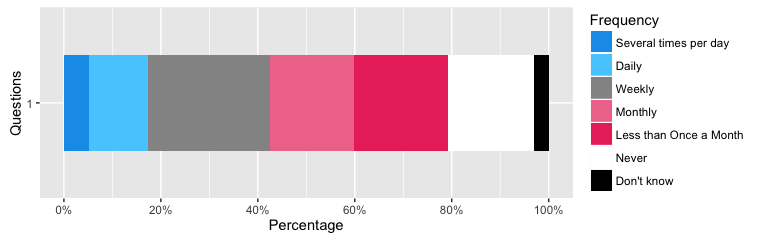 Frequency
Several times per day
Daily
Weekly
Monthly
Less than Once a Month
Never
Don't know
Questions
1
0%
20%
40%
60%
80%
100%
Percentage